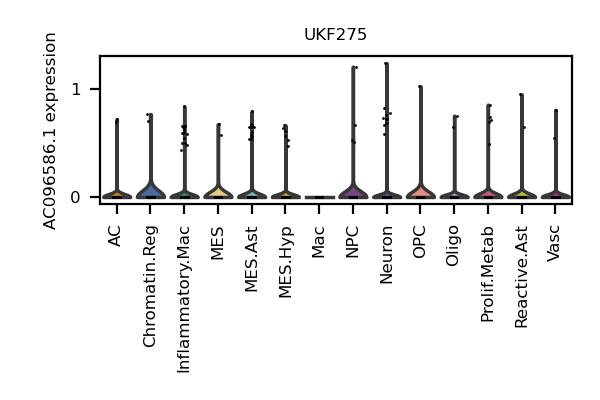 UKF275
AC096586.1 expression
1
0
AC
Chromatin.Reg
Inflammatory.Mac
MES
MES.Ast
MES.Hyp
Mac
NPC
Neuron
OPC
Oligo
Prolif.Metab
Reactive.Ast
Vasc